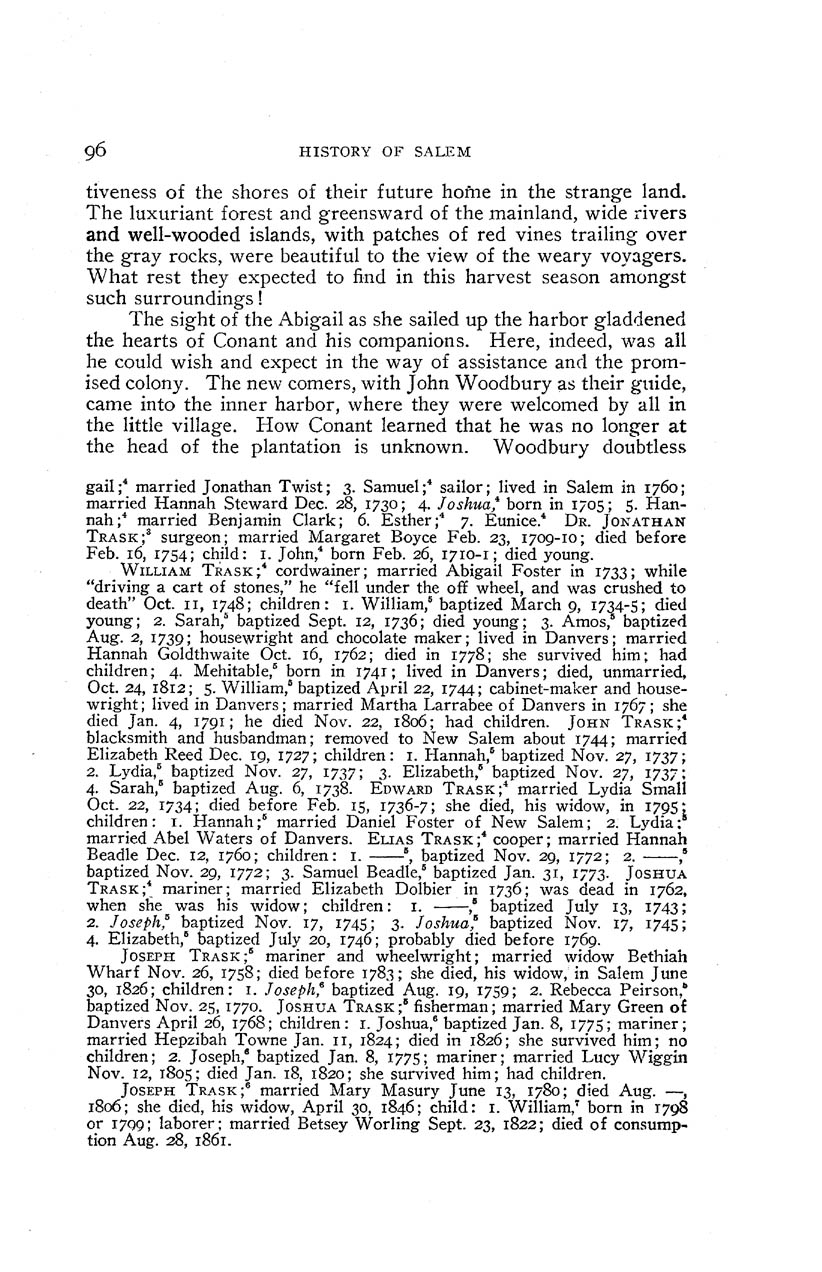 96 HISTORY OF SALEM
tiveness of the shores of their future home in the strange land.
The luxuriant forest and greensward of the mainland, wide rivers
and well-wooded islands, with patches of red vines trailing over
the gray rocks, were beautiful to the view of the weary voyagers.
What rest they expected to find in this harvest season amongst
such surroundings!
The sight of the Abigail as she sailed up the harbor gladdened
the hearts of Conant and his companions. Here, indeed, was all
he could wish and expect in the way of assistance and the prom-
ised colony. The new comers, with John Woodbury as their guide,
came into the inner harbor, where they were welcomed by all in
the little village. How Conant learned that he was no longer at
the head of the plantation is unknown. Woodbury doubtless
gail;⁴ married Jonathan Twist; 3. Samuel;⁴ sailor; lived in Salem in 1760;
married Hannah Steward Dec. 28, 1730; 4. Joshua,⁴ born in 1705; 5. Han-
nah;⁴ married Benjamin Clark; 6. Esther;⁴ 7. Eunice.⁴ DR. JONATHAN
TRASK;³ surgeon; married Margaret Boyce Feb. 23, 1709-10; died before
Feb. 16, 1754; child: 1. John,⁴ born Feb. 26, 1710-1; died young.
WILLIAM TRASK;⁴ cordwainer; married Abigail Foster in 1733; while
"driving a cart of stones," he "fell under the off wheel, and was crushed to
death" Oct. 11, 1748; children: 1. William,⁵ baptized March 9, 1734-5; died
young; 2. Sarah,⁵ baptized Sept. 12, 1736; died young; 3. Amos,⁵ baptized
Aug. 2, 1739; housewright and chocolate maker; lived in Danvers; married
Hannah Goldthwaite Oct. 16, 1762; died in 1778; she survived him; had
children; 4. Mehitable,⁵ born in 1741; lived in Danvers; died, unmarried,
Oct. 24, 1812; 5. William,⁵ baptized April 22, 1744; cabinet-maker and house-
wright; lived in Danvers; married Martha Larrabee of Danvers in 1767; she
died Jan. 4, 1791; he died Nov. 22, 1806; had children. JOHN TRASK;⁴
blacksmith and husbandman; removed to New Salem about 1744; married
Elizabeth Reed Dec. 19, 1727; children: 1. Hannah,⁵ baptized Nov. 27, 1737;
2. Lydia,⁵ baptized Nov. 27, 1737; 3. Elizabeth,⁵ baptized Nov. 27, 1737;
4. Sarah,⁵ baptized Aug. 6, 1738. EDWARD TRASK;⁴ married Lydia Small
Oct. 22, 1734; died before Feb. 15, 1736-7; she died, his widow, in 1795;
children: 1. Hannah;⁵ married Daniel Foster of New Salem; 2. Lydia;⁵
married Abel Waters of Danvers. ELIAS TRASK;⁴ cooper; married Hannah
Beadle Dec. 12, 1760; children: 1. ——⁵, baptized Nov. 29, 1772; 2. ——,⁵
baptized Nov. 29, 1772; 3. Samuel Beadle,⁵ baptized Jan. 31, 1773. JOSHUA
TRASK;⁴ mariner; married Elizabeth Dolbier in 1736; was dead in 1762,
when she was his widow; children: 1. ——,⁵ baptized July 13, 1743;
2. Joseph,⁵ baptized Nov. 17, 1745; 3. Joshua,⁵ baptized Nov. 17, 1745;
4. Elizabeth,⁵ baptized July 20, 1746; probably died before 1769.
JOSEPH TRASK;⁵ mariner and wheelwright; married widow Bethiah
Wharf Nov. 26, 1758; died before 1783; she died, his widow, in Salem June
30, 1826; children: 1. Joseph,⁶ baptized Aug. 19, 1759; 2. Rebecca Peirson,⁶
baptized Nov. 25, 1770. JOSHUA TRASK;⁵ fisherman; married Mary Green of
Danvers April 26, 1768; children: 1. Joshua,⁶ baptized Jan. 8, 1775; mariner;
married Hepzibah Towne Jan. 11, 1824; died in 1826; she survived him; no
children; 2. Joseph,⁶ baptized Jan. 8, 1775; mariner; married Lucy Wiggin
Nov. 12, 1805; died Jan. 18, 1820; she survived him; had children.
JOSEPH TRASK;⁶ married Mary Masury June 13, 1780; died Aug. —,
1806; she died, his widow, April 30, 1846; child: 1. William,⁷ born in 1798
or 1799; laborer; married Betsey Worling Sept. 23, 1822; died of consump-
tion Aug. 28, 1861.